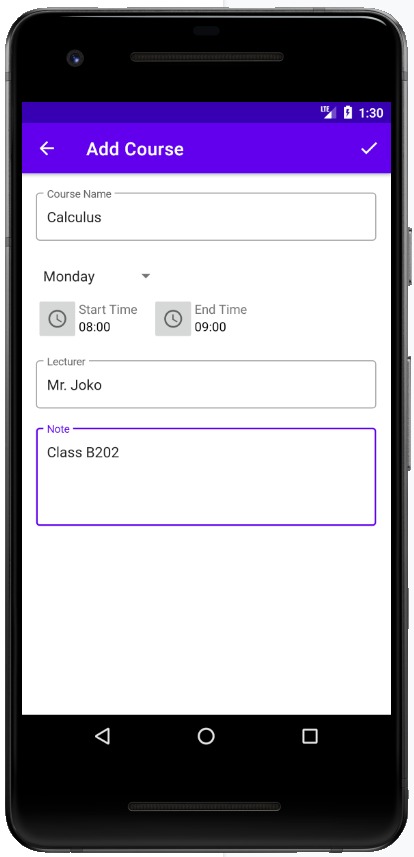 LTE 1:30
Add Course
Course Name
Calculus
Monday
Start Time End Time
08:00 09:00
Lecturer
Mr. Joko
Note
Class B202